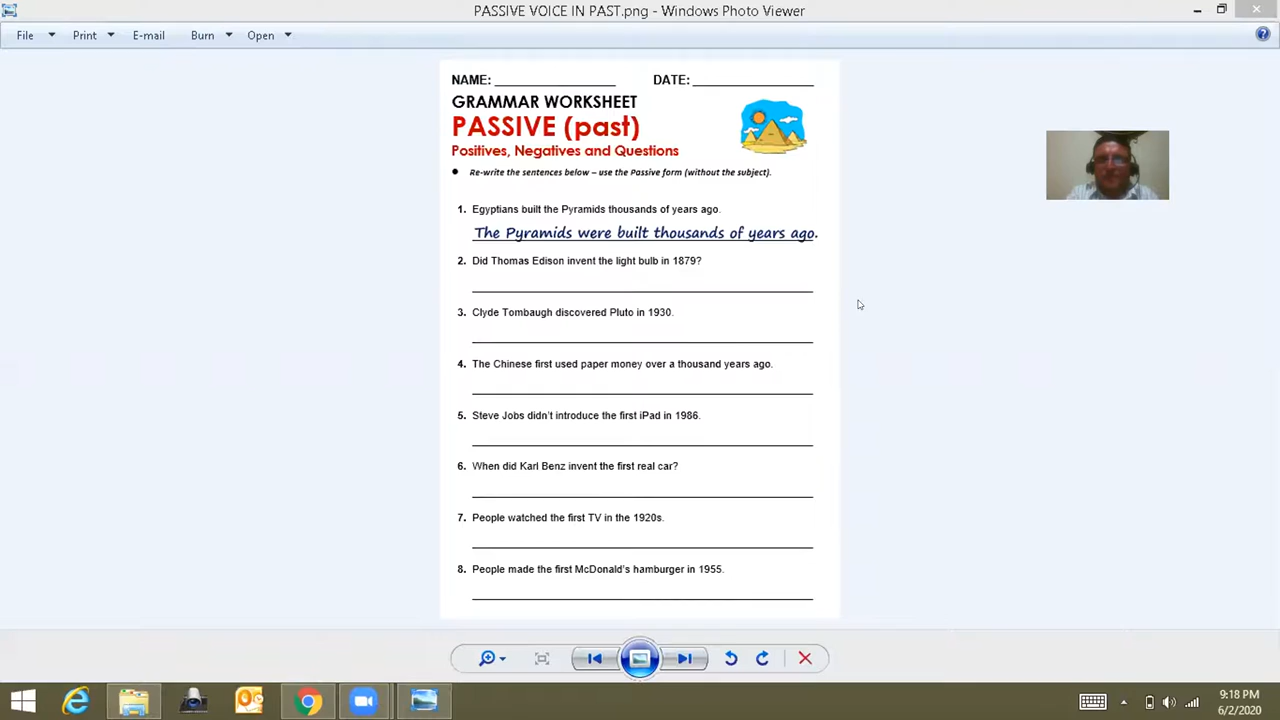 PASSIVE VOICE IN PAST.png - Windows Photo Viewer
File Print E-mail Burn Open
NAME: DATE:
GRAMMAR WORKSHEET
PASSIVE (past)
Positives, Negatives and Questions
• Re-write the sentences below – use the Passive form (without the subject).
1. Egyptians built the Pyramids thousands of years ago.
The Pyramids were built thousands of years ago.
2. Did Thomas Edison invent the light bulb in 1879?
3. Clyde Tombaugh discovered Pluto in 1930.
4. The Chinese first used paper money over a thousand years ago.
5. Steve Jobs didn't introduce the first iPad in 1986.
6. When did Karl Benz invent the first real car?
7. People watched the first TV in the 1920s.
8. People made the first McDonald's hamburger in 1955.
9:18 PM
6/2/2020